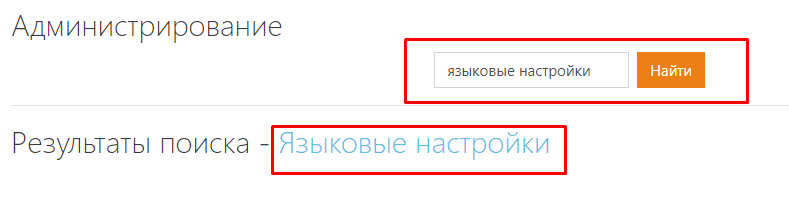 Администрирование
языковые настройки Найти
Результаты поиска - Языковые настройки